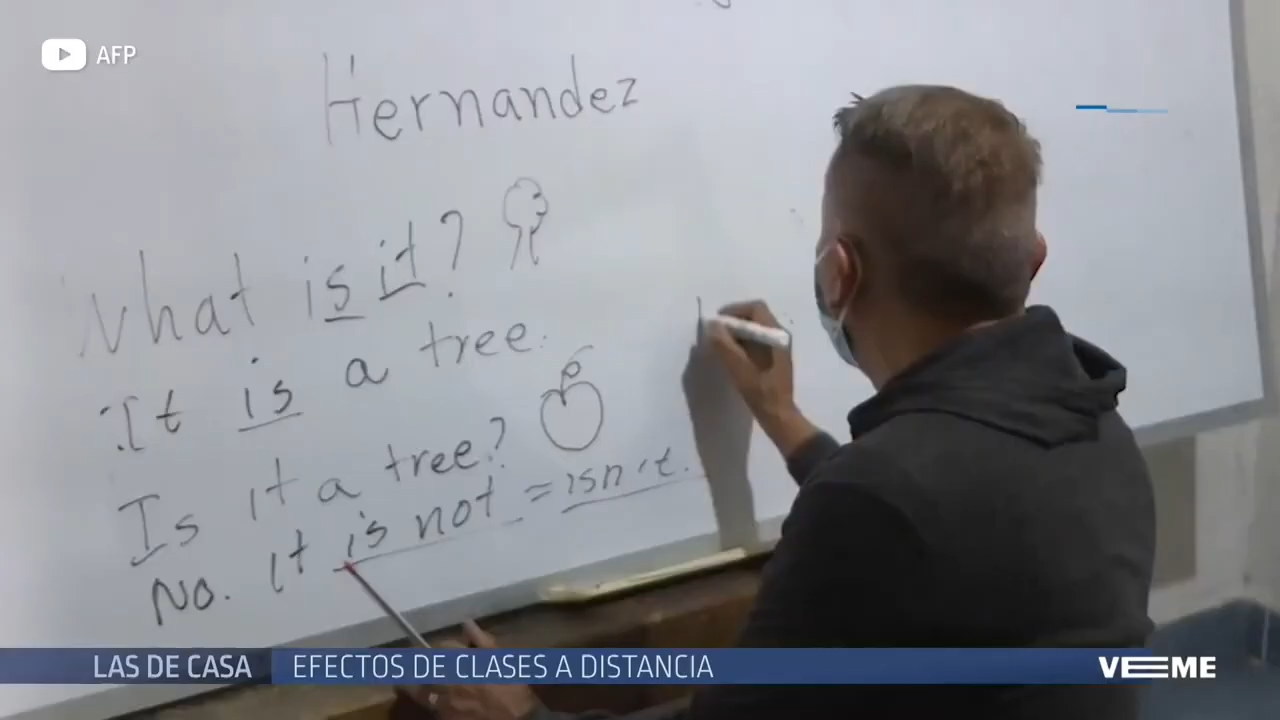 AFP
Hernandez
What is it?
It is a tree.
Is it a tree?
No. it is not = isn't.
LAS DE CASA EFECTOS DE CLASES A DISTANCIA VEME